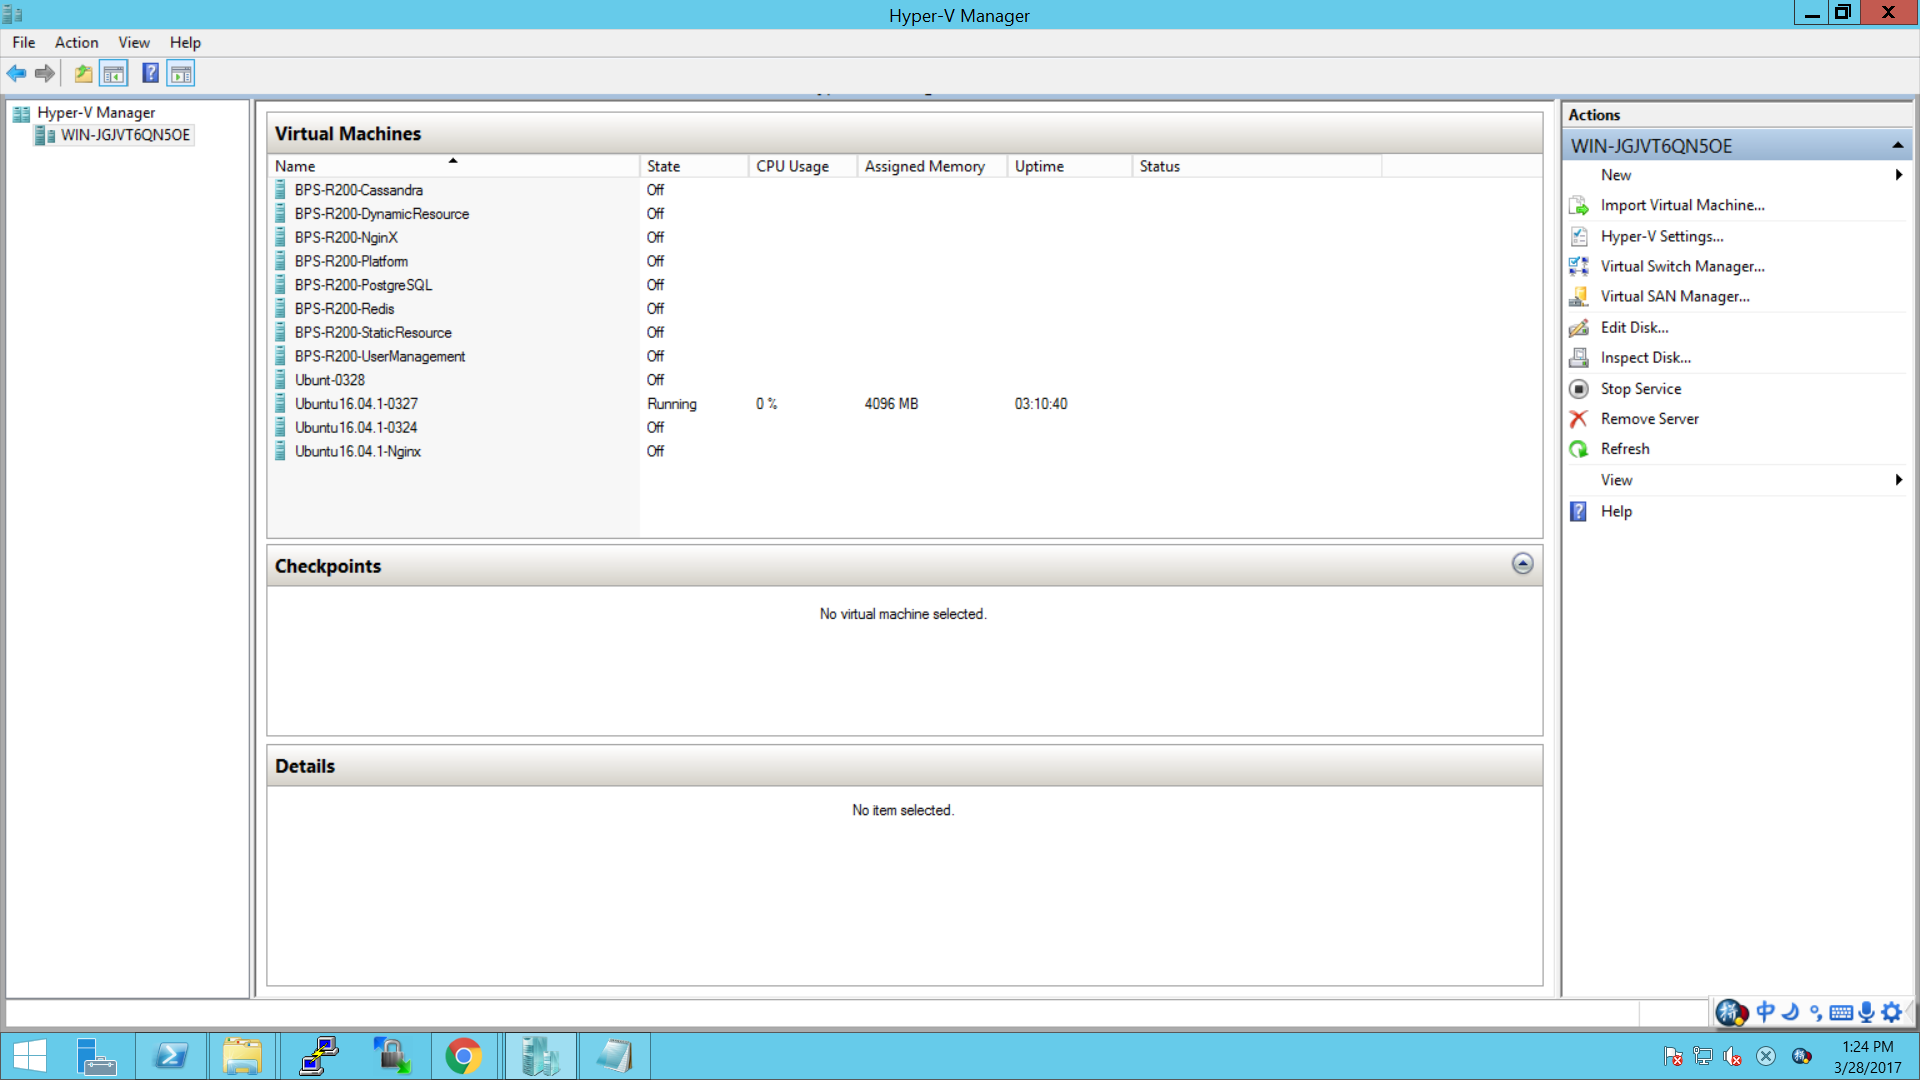 Hyper-V Manager
File Action View Help
Hyper-V Manager
WIN-JGJVT6QN5OE
Virtual Machines
Name State CPU Usage Assigned Memory Uptime Status
BPS-R200-Cassandra Off
BPS-R200-DynamicResource Off
BPS-R200-NginX Off
BPS-R200-Platform Off
BPS-R200-PostgreSQL Off
BPS-R200-Redis Off
BPS-R200-StaticResource Off
BPS-R200-UserManagement Off
Ubunt-0328 Off
Ubuntu16.04.1-0327 Running 0 % 4096 MB 03:10:40
Ubuntu16.04.1-0324 Off
Ubuntu16.04.1-Nginx Off
Checkpoints
No virtual machine selected.
Details
No item selected.
Actions
WIN-JGJVT6QN5OE
New
Import Virtual Machine...
Hyper-V Settings...
Virtual Switch Manager...
Virtual SAN Manager...
Edit Disk...
Inspect Disk...
Stop Service
Remove Server
Refresh
View
Help
中
1:24 PM
3/28/2017